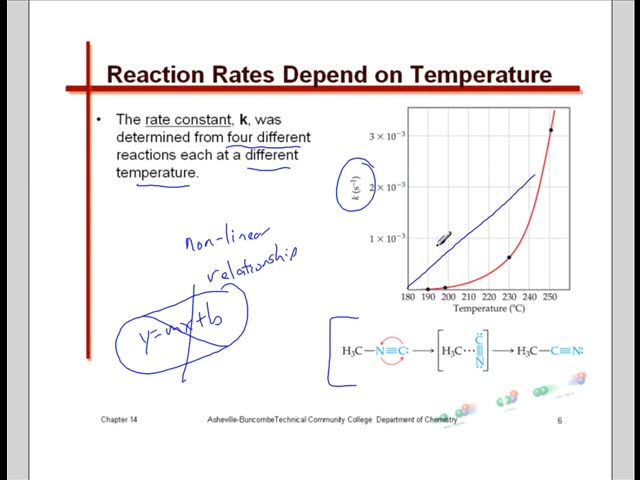 Reaction Rates Depend on Temperature
• The rate constant, k, was
determined from four different
reactions each at a different
temperature.
non-linear
relationship
y=mx+b
3 × 10⁻³
2 × 10⁻³
1 × 10⁻³
k (s⁻¹)
180 190 200 210 220 230 240 250
Temperature (°C)
H₃C—N≡C: → [H₃C··· C≡N:] → H₃C—C≡N:
Chapter 14
Asheville-BuncombeTechnical Community College Department of Chemistry
6